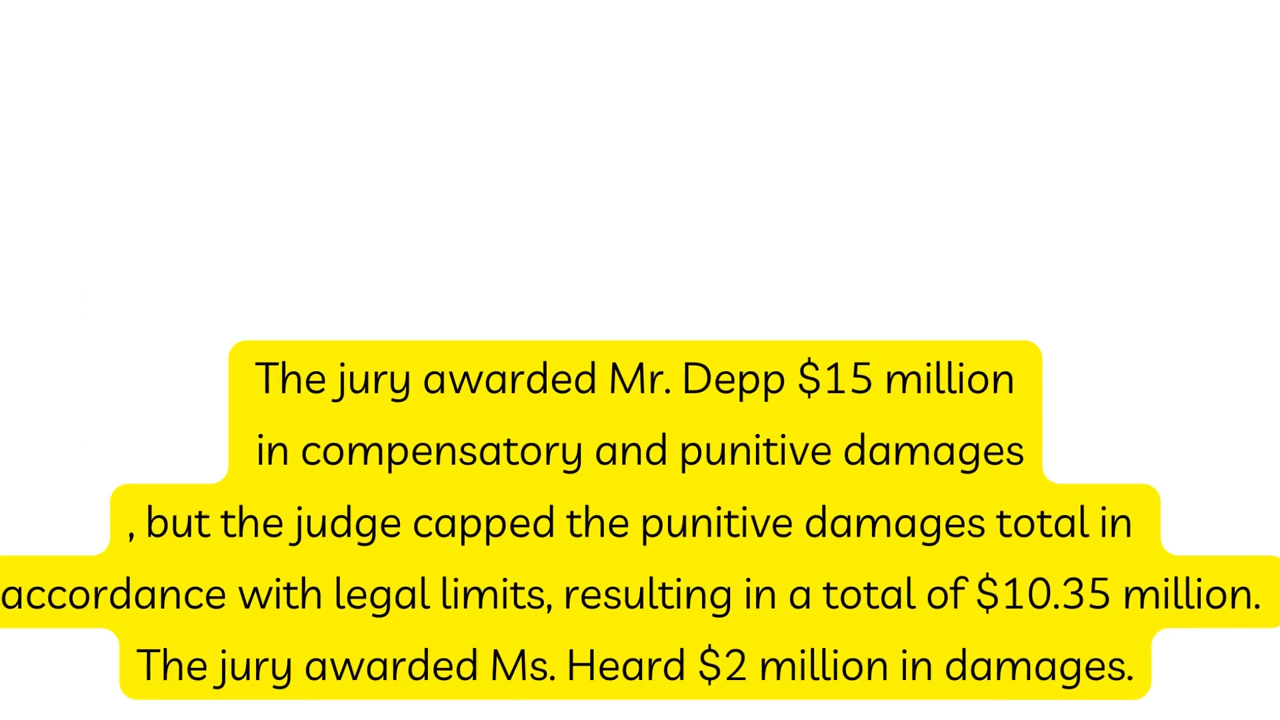 The jury awarded Mr. Depp $15 million
in compensatory and punitive damages
, but the judge capped the punitive damages total in
accordance with legal limits, resulting in a total of $10.35 million.
The jury awarded Ms. Heard $2 million in damages.